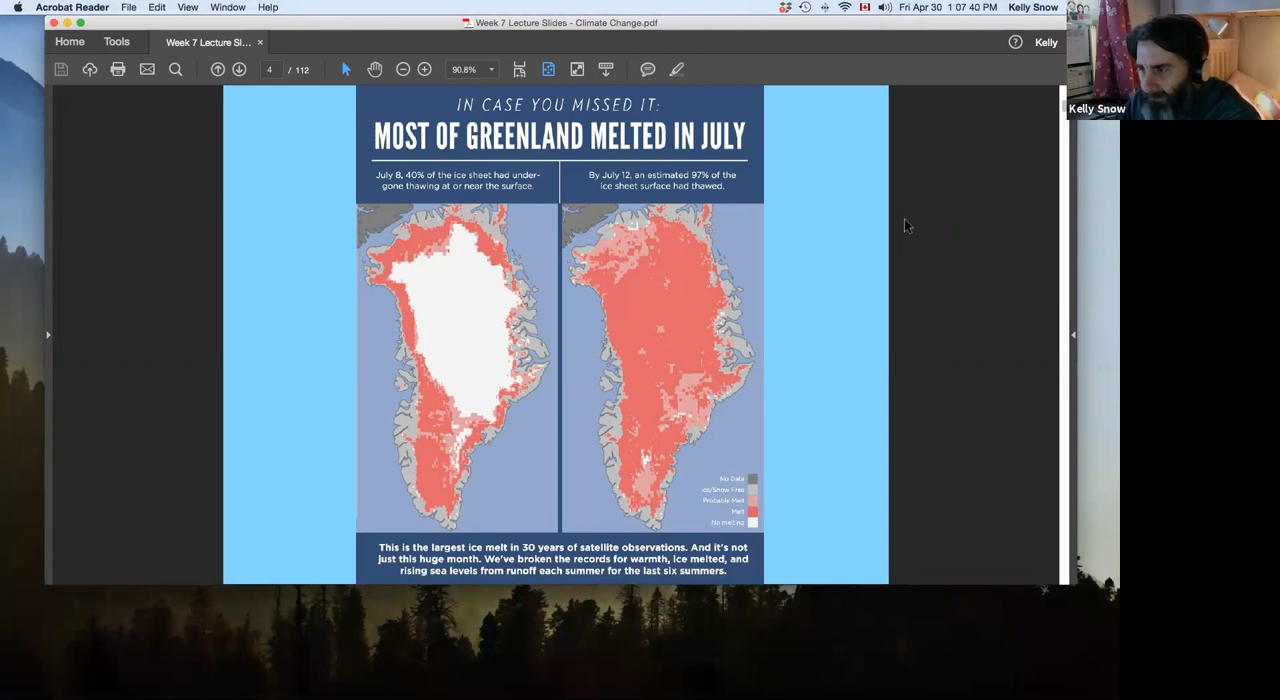 Acrobat Reader File Edit View Window Help
Fri Apr 30 1 07 40 PM Kelly Snow
Week 7 Lecture Slides - Climate Change.pdf
Home Tools Week 7 Lecture Sl... × ? Kelly
4 / 112 90.8%
Kelly Snow
IN CASE YOU MISSED IT:
MOST OF GREENLAND MELTED IN JULY
July 8, 40% of the ice sheet had under-
gone thawing at or near the surface.
By July 12, an estimated 97% of the
ice sheet surface had thawed.
No Data
Ice/Snow Free
Probable Melt
Melt
No melting
This is the largest ice melt in 30 years of satellite observations. And it's not
just this huge month. We've broken the records for warmth, ice melted, and
rising sea levels from runoff each summer for the last six summers.